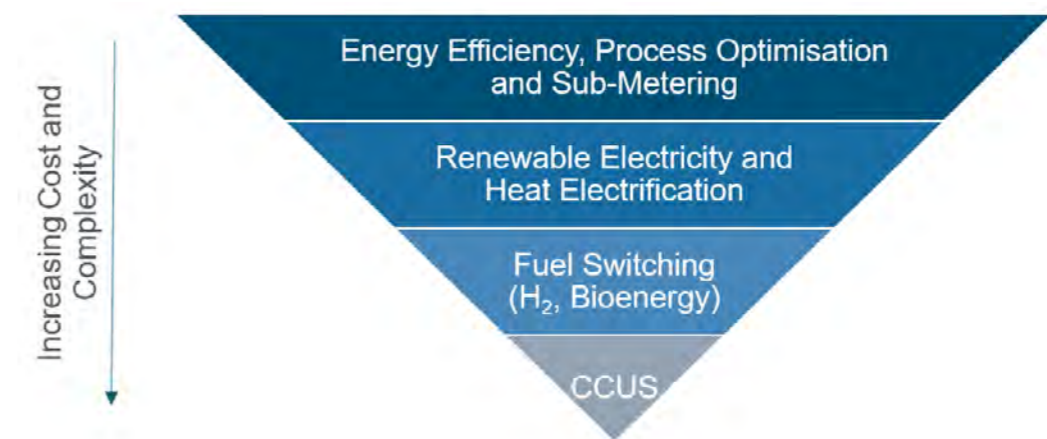 Increasing Cost and
Complexity
Energy Efficiency, Process Optimisation
and Sub-Metering
Renewable Electricity and
Heat Electrification
Fuel Switching
(H₂, Bioenergy)
CCUS